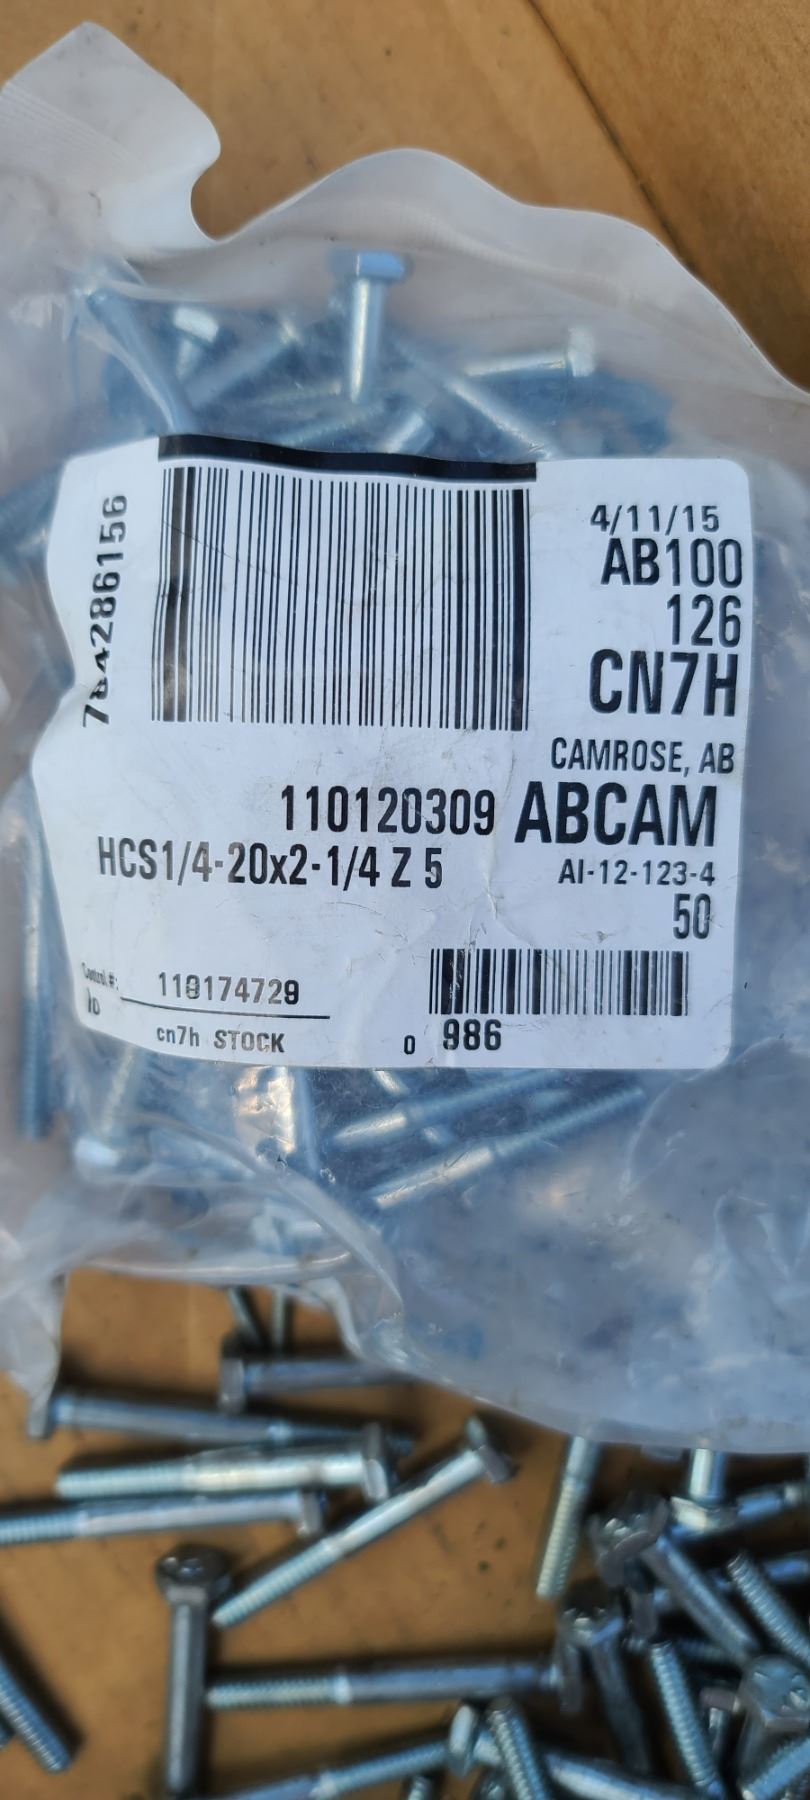 4/11/15
AB100
126
CN7H
CAMROSE, AB
110120309 ABCAM
HCS1/4-20x2-1/4 Z 5
AI-12-123-4
50
Control #: 110174729
cn7h STOCK
0 986